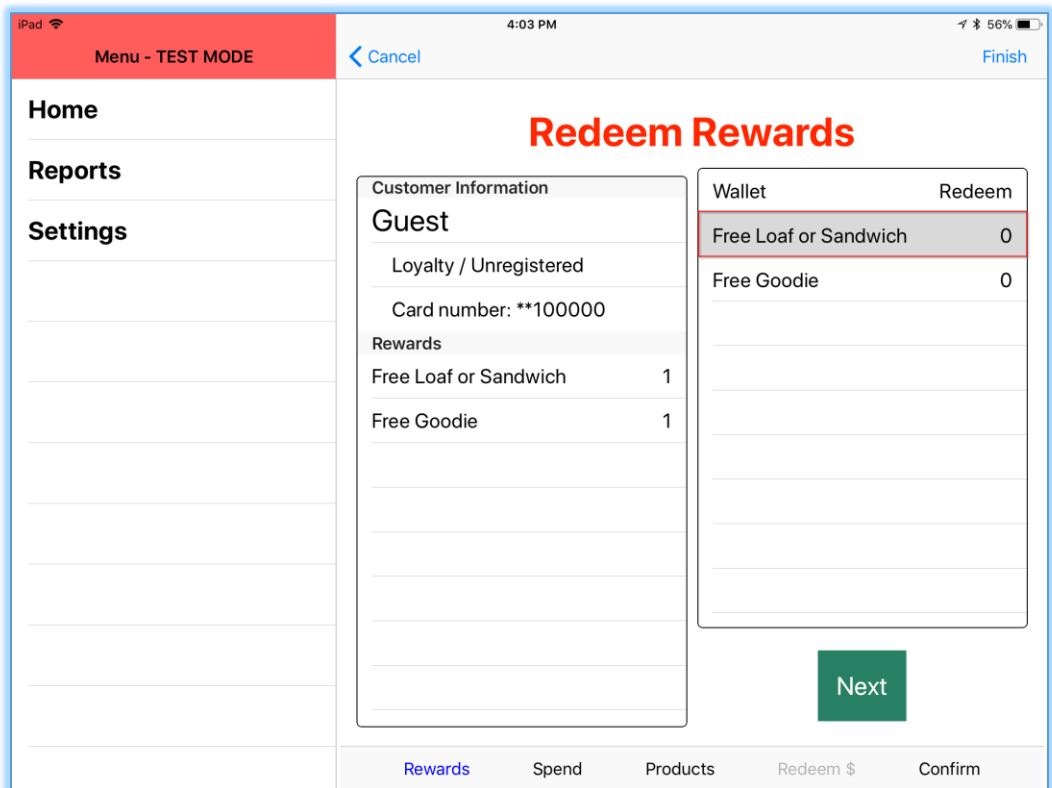 iPad 4:03 PM 56%
Menu - TEST MODE
Cancel Finish
Home
Reports
Settings
Redeem Rewards
Customer Information
Guest
Loyalty / Unregistered
Card number: **100000
Rewards
Free Loaf or Sandwich 1
Free Goodie 1
Wallet Redeem
Free Loaf or Sandwich 0
Free Goodie 0
Next
Rewards Spend Products Redeem $ Confirm